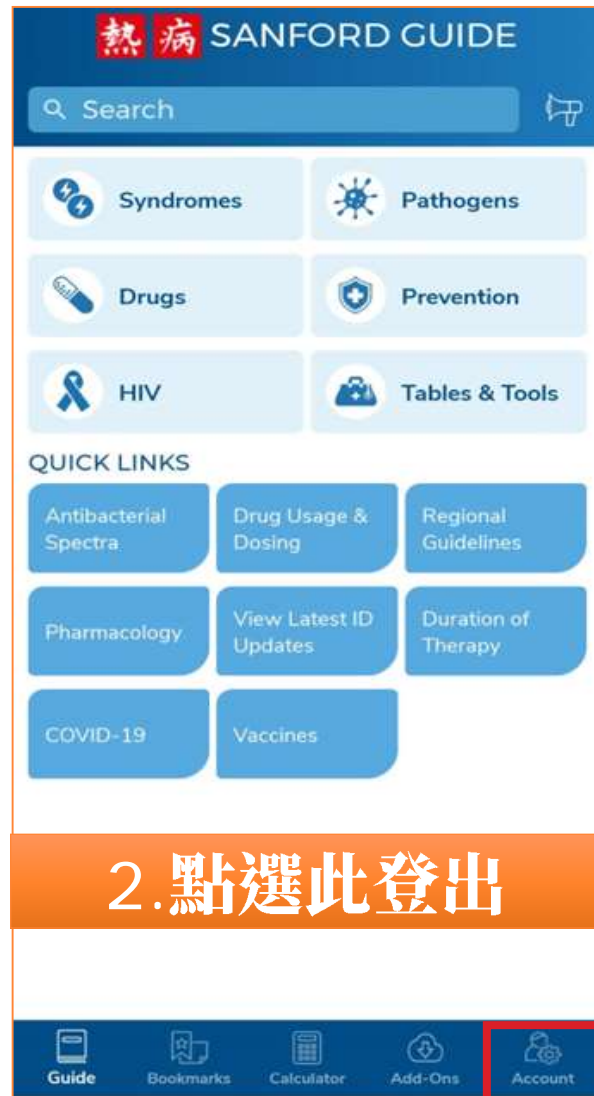 熱 病 SANFORD GUIDE
Search
Syndromes
Pathogens
Drugs
Prevention
HIV
Tables & Tools
QUICK LINKS
Antibacterial
Spectra
Drug Usage &
Dosing
Regional
Guidelines
Pharmacology
View Latest ID
Updates
Duration of
Therapy
COVID-19
Vaccines
2.點選此登出
Guide
Bookmarks
Calculator
Add-Ons
Account